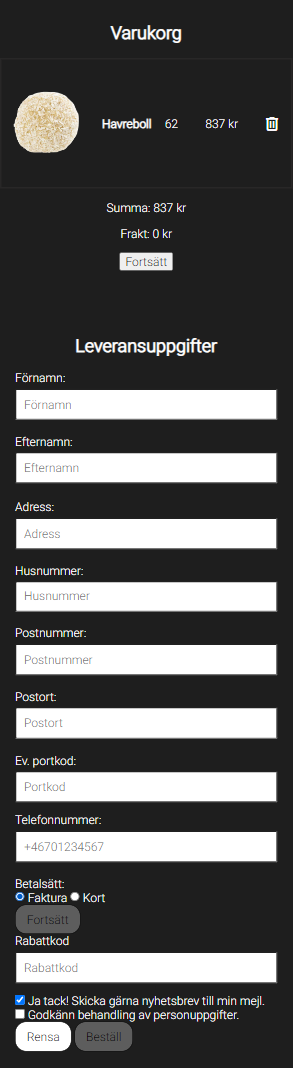 Varukorg
Havreboll 62 837 kr
Summa: 837 kr
Frakt: 0 kr
Fortsätt
Leveransuppgifter
Förnamn:
Förnamn
Efternamn:
Efternamn
Adress:
Adress
Husnummer:
Husnummer
Postnummer:
Postnummer
Postort:
Postort
Ev. portkod:
Portkod
Telefonnummer:
+46701234567
Betalsätt:
Faktura Kort
Fortsätt
Rabattkod
Rabattkod
Ja tack! Skicka gärna nyhetsbrev till min mejl.
Godkänn behandling av personuppgifter.
Rensa Beställ